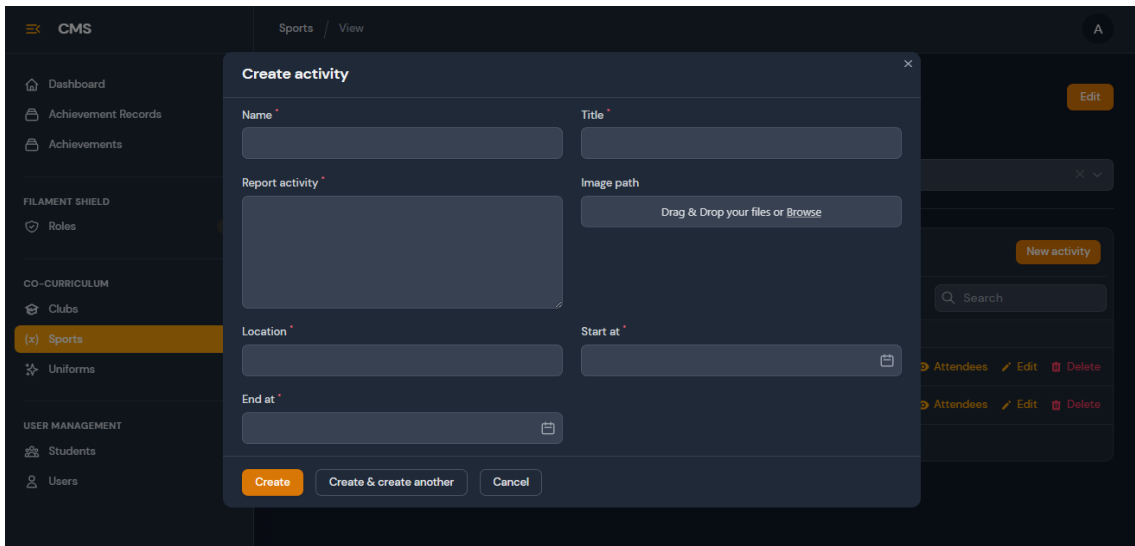 CMS
Sports / View
A
Dashboard
Achievement Records
Achievements
FILAMENT SHIELD
Roles
CO-CURRICULUM
Clubs
(x) Sports
Uniforms
USER MANAGEMENT
Students
Users
Edit
New activity
Search
Attendees Edit Delete
Attendees Edit Delete
Create activity
Name * Title *
Report activity * Image path
Drag & Drop your files or Browse
Location * Start at *
End at *
Create Create & create another Cancel